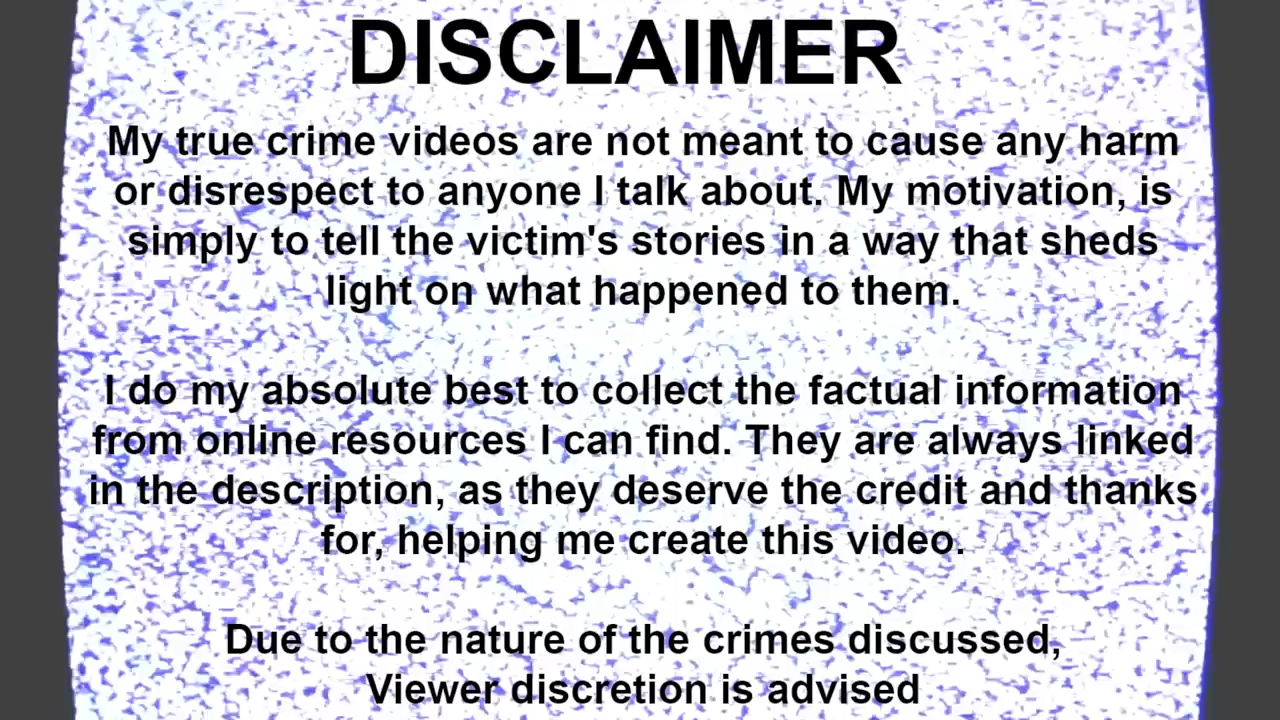 DISCLAIMER
My true crime videos are not meant to cause any harm
or disrespect to anyone I talk about. My motivation, is
simply to tell the victim's stories in a way that sheds
light on what happened to them.
I do my absolute best to collect the factual information
from online resources I can find. They are always linked
in the description, as they deserve the credit and thanks
for, helping me create this video.
Due to the nature of the crimes discussed,
Viewer discretion is advised